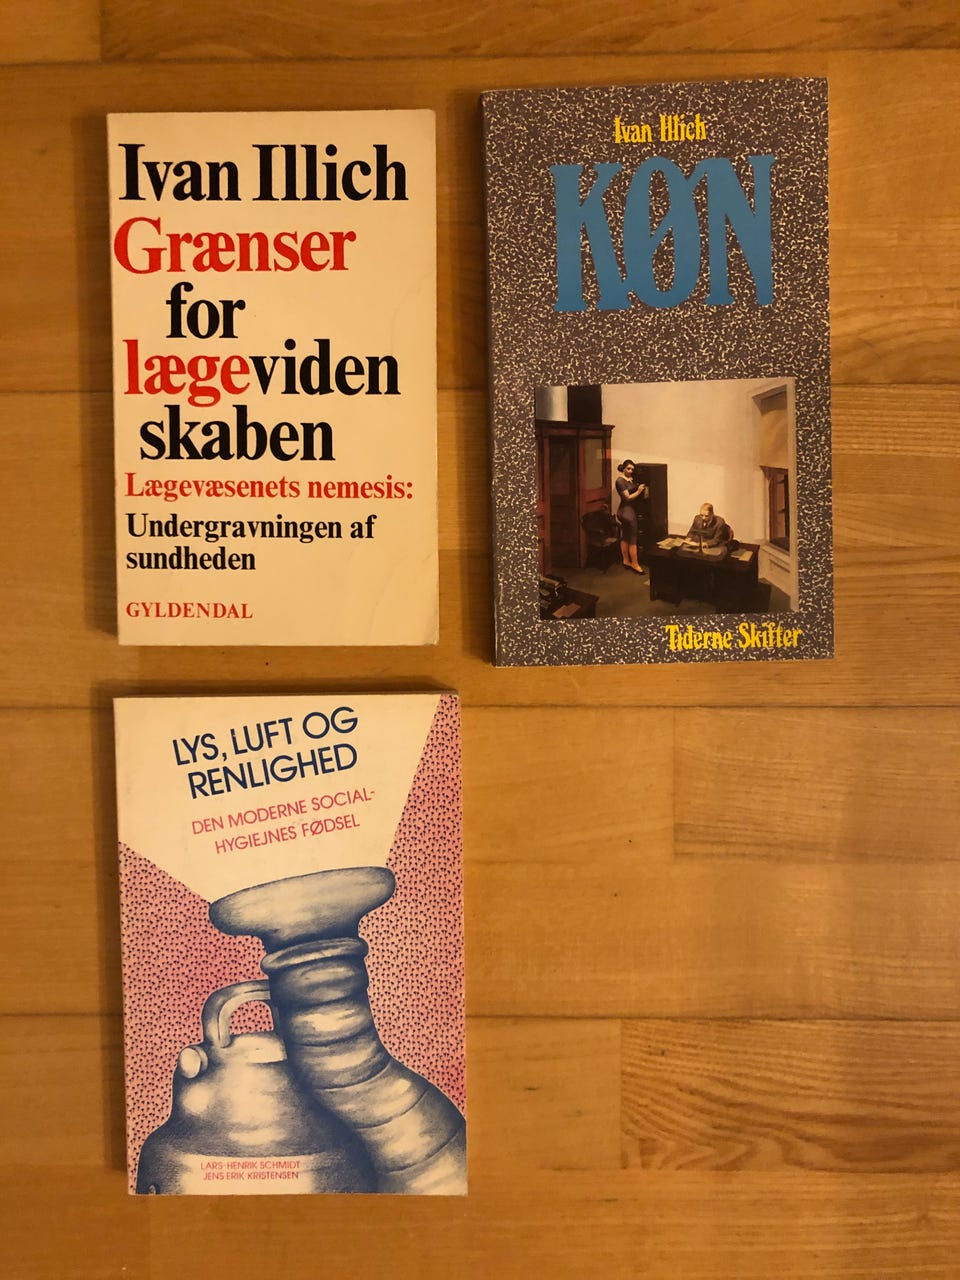 Ivan Illich
Grænser
for
lægeviden
skaben
Lægevæsenets nemesis:
Undergravningen af
sundheden
GYLDENDAL
Ivan Illich
KØN
Tiderne Skifter
LYS, LUFT OG
RENLIGHED
DEN MODERNE SOCIAL-
HYGIEJNES FØDSEL
LARS-HENRIK SCHMIDT
JENS ERIK KRISTENSEN